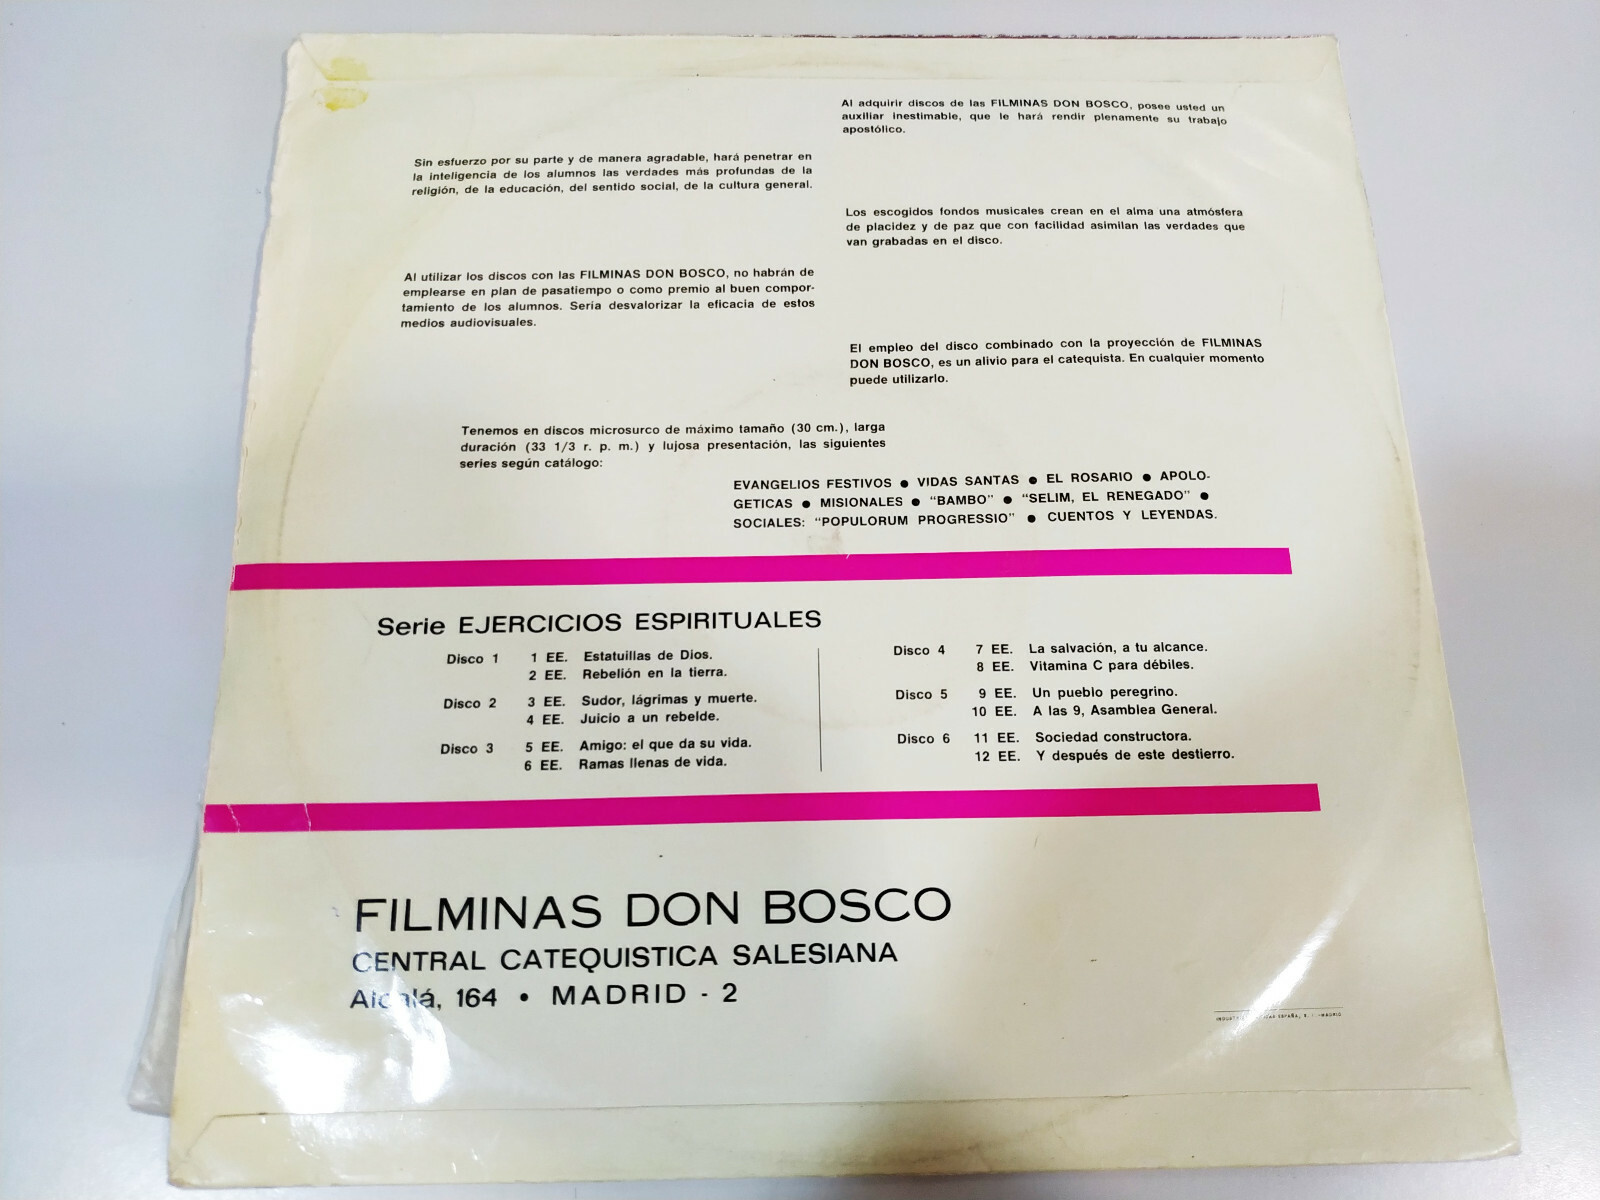 Al adquirir discos de las FILMINAS DON BOSCO, posee usted un
auxiliar inestimable, que le hará rendir plenamente su trabajo
apostólico.
Sin esfuerzo por su parte y de manera agradable, hará penetrar en
la inteligencia de los alumnos las verdades más profundas de la
religión, de la educación, del sentido social, de la cultura general.
Los escogidos fondos musicales crean en el alma una atmósfera
de placidez y de paz que con facilidad asimilan las verdades que
van grabadas en el disco.
Al utilizar los discos con las FILMINAS DON BOSCO, no habrán de
emplearse en plan de pasatiempo o como premio al buen compor-
tamiento de los alumnos. Sería desvalorizar la eficacia de estos
medios audiovisuales.
El empleo del disco combinado con la proyección de FILMINAS
DON BOSCO, es un alivio para el catequista. En cualquier momento
puede utilizarlo.
Tenemos en discos microsurco de máximo tamaño (30 cm.), larga
duración (33 1/3 r. p. m.) y lujosa presentación, las siguientes
series según catálogo:
EVANGELIOS FESTIVOS ● VIDAS SANTAS ● EL ROSARIO ● APOLO-
GETICAS ● MISIONALES ● "BAMBO" ● "SELIM, EL RENEGADO" ●
SOCIALES: "POPULORUM PROGRESSIO" ● CUENTOS Y LEYENDAS.
Serie EJERCICIOS ESPIRITUALES
Disco 1 1 EE. Estatuillas de Dios.
2 EE. Rebelión en la tierra.
Disco 2 3 EE. Sudor, lágrimas y muerte.
4 EE. Juicio a un rebelde.
Disco 3 5 EE. Amigo: el que da su vida.
6 EE. Ramas llenas de vida.
Disco 4 7 EE. La salvación, a tu alcance.
8 EE. Vitamina C para débiles.
Disco 5 9 EE. Un pueblo peregrino.
10 EE. A las 9, Asamblea General.
Disco 6 11 EE. Sociedad constructora.
12 EE. Y después de este destierro.
FILMINAS DON BOSCO
CENTRAL CATEQUISTICA SALESIANA
Alcalá, 164 • MADRID - 2
ESPAÑA, S. -MADRID